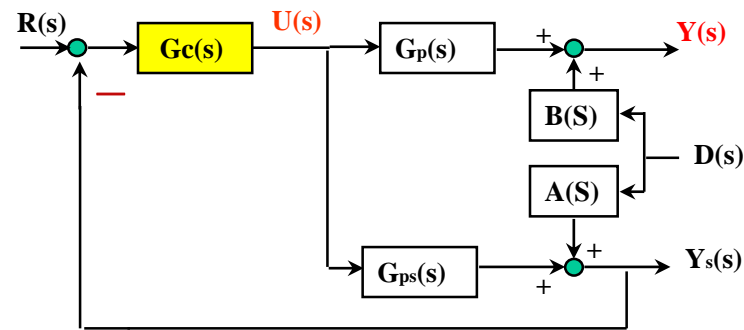 R(s)
Gc(s)
U(s)
Gp(s)
+
Y(s)
+
—
B(S)
D(s)
A(S)
+
Gps(s)
+
Ys(s)